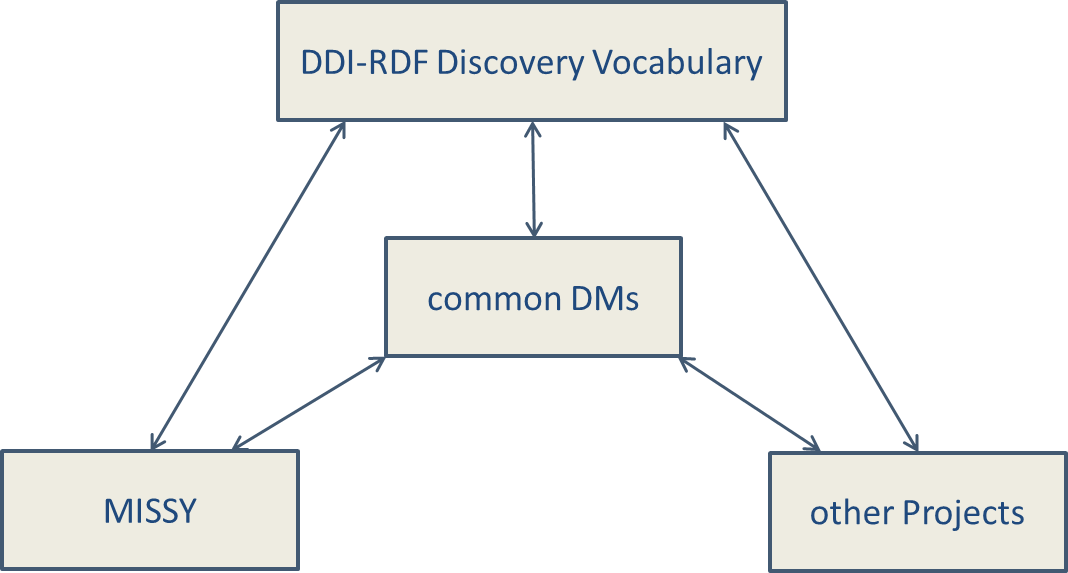 DDI-RDF Discovery Vocabulary
common DMs
MISSY
other Projects